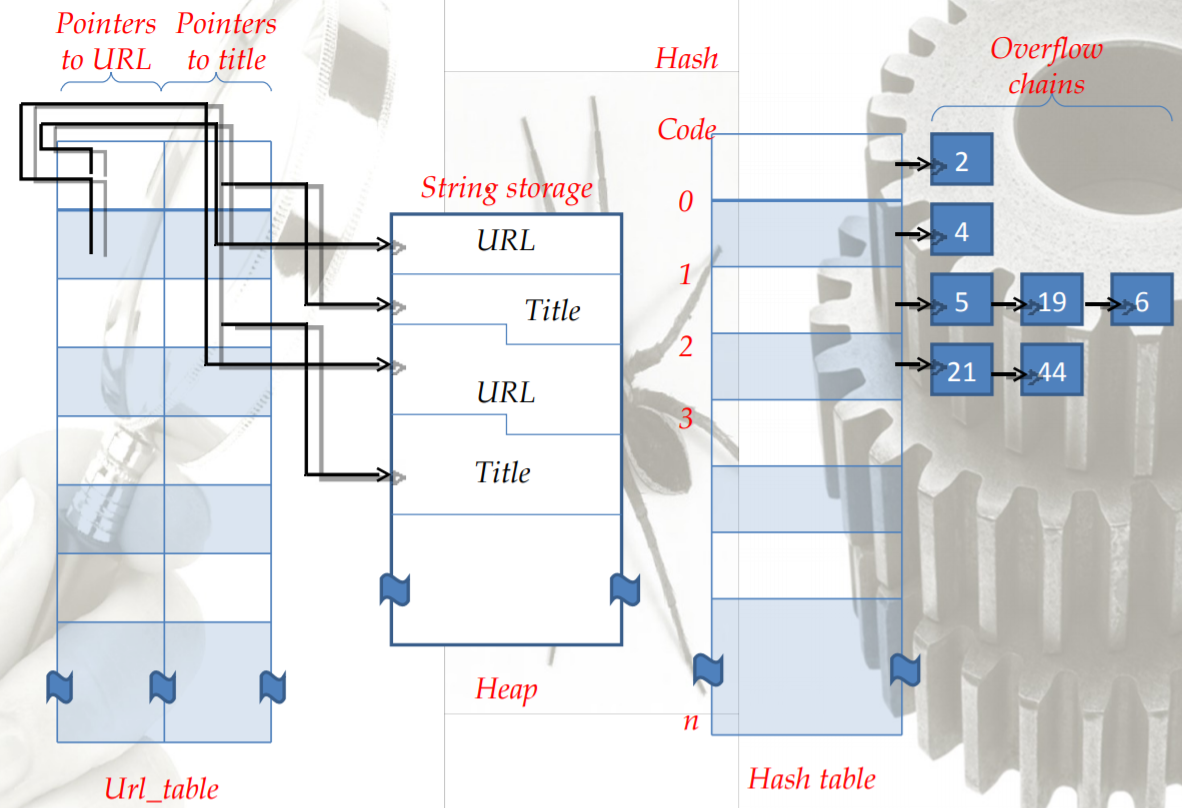 Pointers
to URL
Pointers
to title
Url_table
String storage
URL
Title
URL
Title
Heap
Hash
Code
0
1
2
3
n
Hash table
Overflow
chains
2
4
5
19
6
21
44